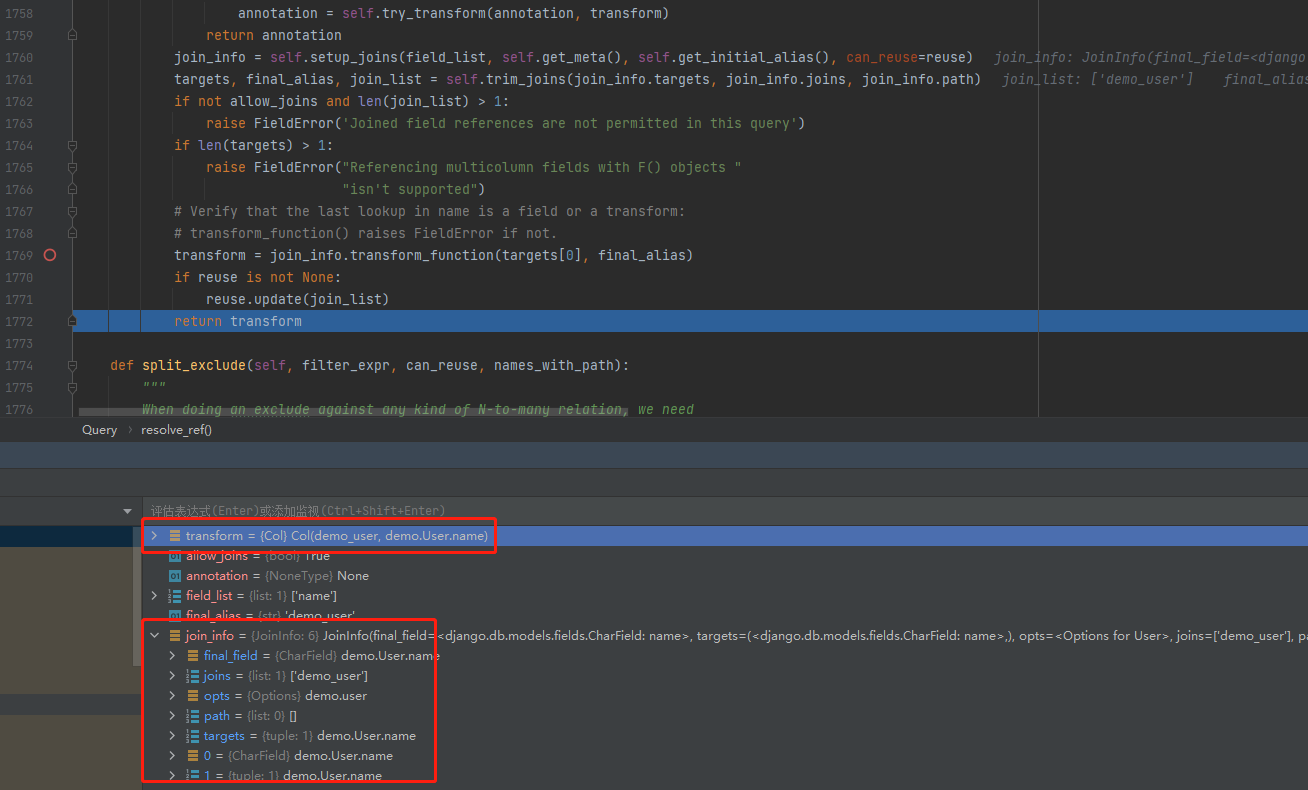 1758 annotation = self.try_transform(annotation, transform)
1759 return annotation
1760 join_info = self.setup_joins(field_list, self.get_meta(), self.get_initial_alias(), can_reuse=reuse) join_info: JoinInfo(final_field=<django
1761 targets, final_alias, join_list = self.trim_joins(join_info.targets, join_info.joins, join_info.path) join_list: ['demo_user'] final_alias
1762 if not allow_joins and len(join_list) > 1:
1763 raise FieldError('Joined field references are not permitted in this query')
1764 if len(targets) > 1:
1765 raise FieldError("Referencing multicolumn fields with F() objects "
1766 "isn't supported")
1767 # Verify that the last lookup in name is a field or a transform:
1768 # transform_function() raises FieldError if not.
1769 transform = join_info.transform_function(targets[0], final_alias)
1770 if reuse is not None:
1771 reuse.update(join_list)
1772 return transform
1773
1774 def split_exclude(self, filter_expr, can_reuse, names_with_path):
1775 """
1776 When doing an exclude against any kind of N-to-many relation, we need
Query › resolve_ref()
评估表达式(Enter)或添加监视(Ctrl+Shift+Enter)
transform = {Col} Col(demo_user, demo.User.name)
allow_joins = {bool} True
annotation = {NoneType} None
field_list = {list: 1} ['name']
final_alias = {str} 'demo_user'
join_info = {JoinInfo: 6} JoinInfo(final_field=<django.db.models.fields.CharField: name>, targets=(<django.db.models.fields.CharField: name>,), opts=<Options for User>, joins=['demo_user'], pa
final_field = {CharField} demo.User.name
joins = {list: 1} ['demo_user']
opts = {Options} demo.user
path = {list: 0} []
targets = {tuple: 1} demo.User.name
0 = {CharField} demo.User.name
1 = {tuple: 1} demo.User.name